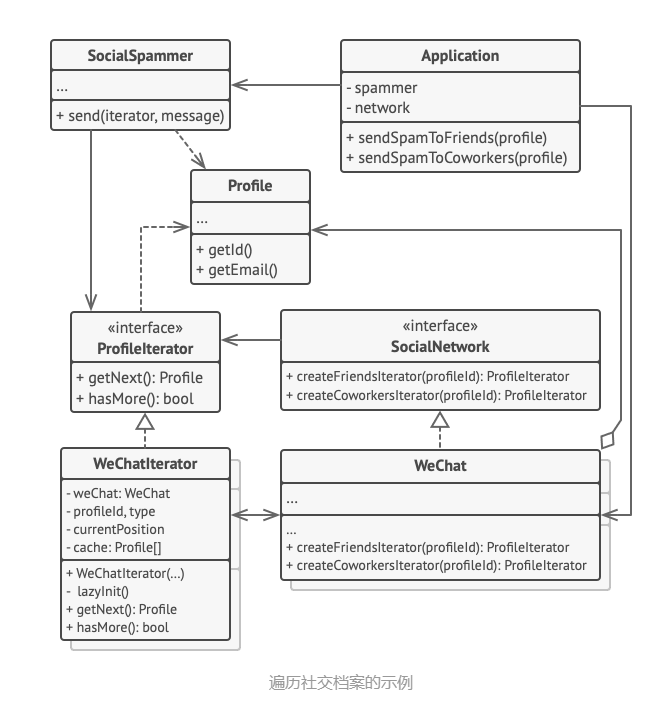 SocialSpammer
...
+ send(iterator, message)
Application
- spammer
- network
+ sendSpamToFriends(profile)
+ sendSpamToCoworkers(profile)
Profile
...
+ getId()
+ getEmail()
«interface»
ProfileIterator
+ getNext(): Profile
+ hasMore(): bool
«interface»
SocialNetwork
+ createFriendsIterator(profileId): ProfileIterator
+ createCoworkersIterator(profileId): ProfileIterator
WeChatIterator
- weChat: WeChat
- profileId, type
- currentPosition
- cache: Profile[]
+ WeChatIterator(...)
- lazyInit()
+ getNext(): Profile
+ hasMore(): bool
WeChat
...
...
+ createFriendsIterator(profileId): ProfileIterator
+ createCoworkersIterator(profileId): ProfileIterator
遍历社交档案的示例